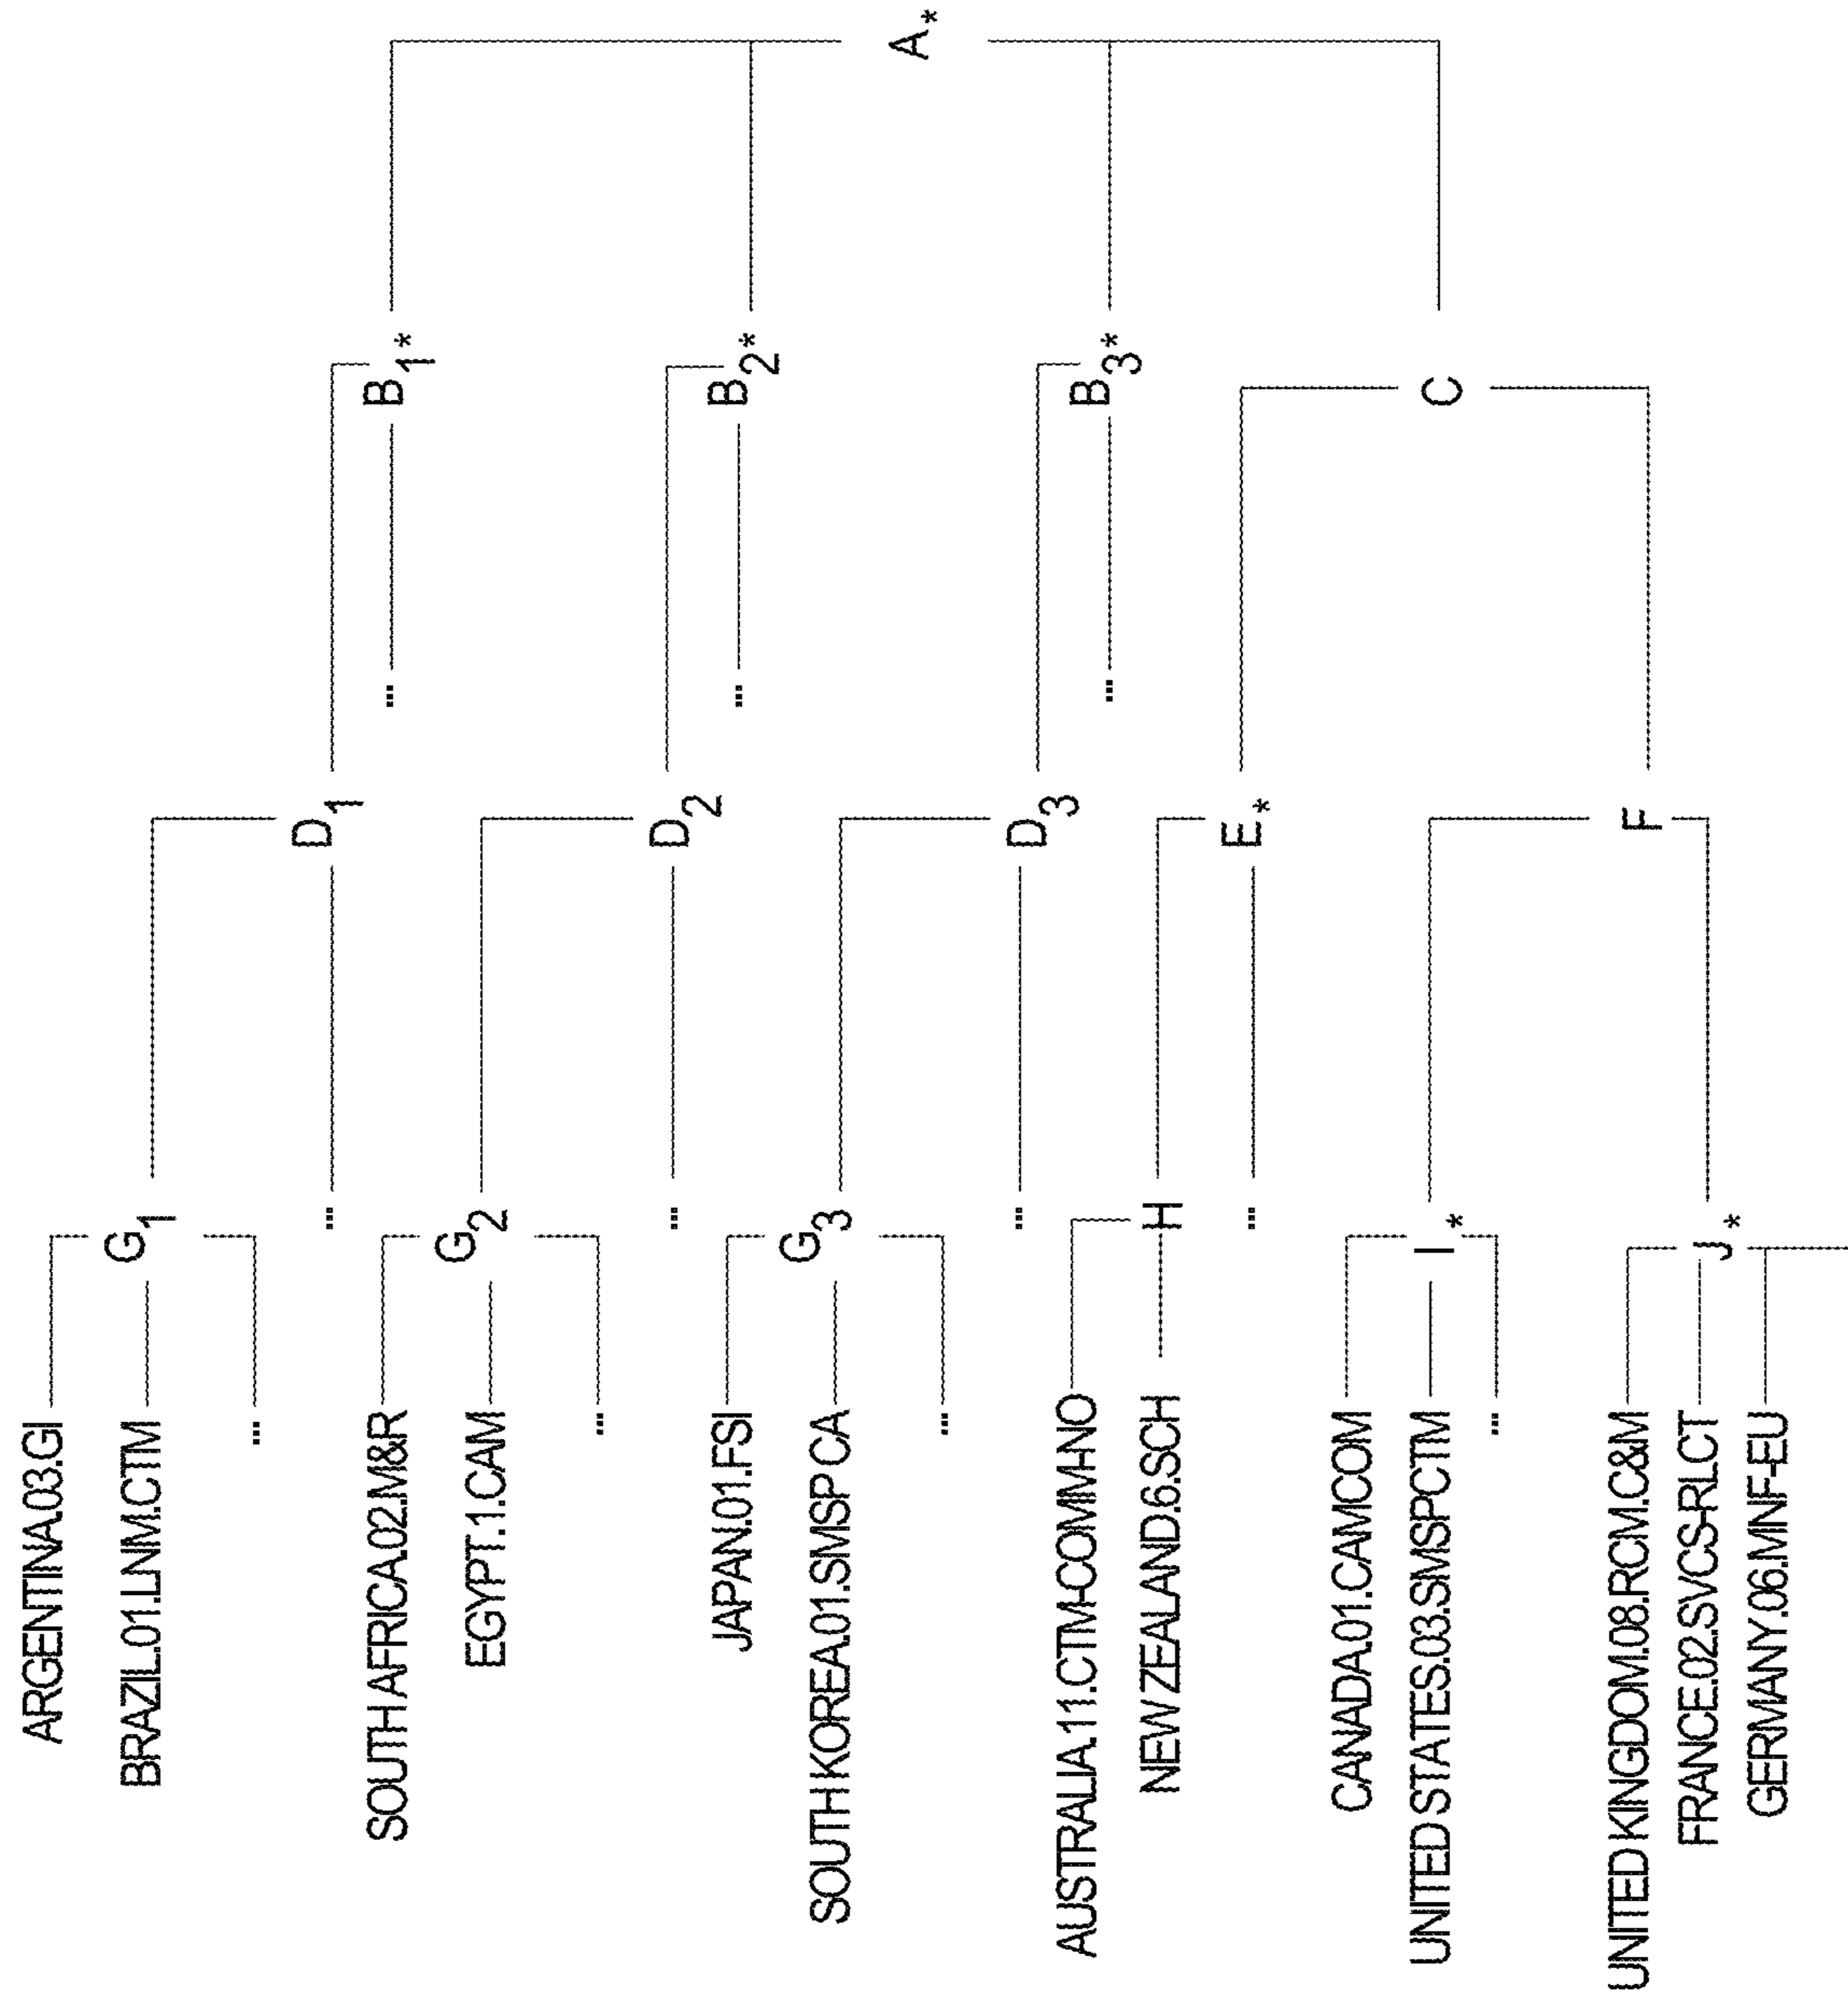 ARGENTINA.03.GI
BRAZIL.01.LNM.CTM G1
...
... D1
SOUTH AFRICA.02.M&R ... B1*
EGYPT.1.CAM G2
...
... D2
JAPAN.01.FSI ... B2*
SOUTH KOREA.01.SMSP CA G3
A*
...
... D3
AUSTRALIA.11.CTM-COMM-NO ... B3*
NEW ZEALAND.6.SCH H
... E*
CANADA.01.CAMCOM
UNITED STATES.03.SMSPCTM I* C
...
UNITED KINGDOM.08.RCM.C&M F
FRANCE.02.SVCS-RLCT J*
GERMANY.06.MNF-EU